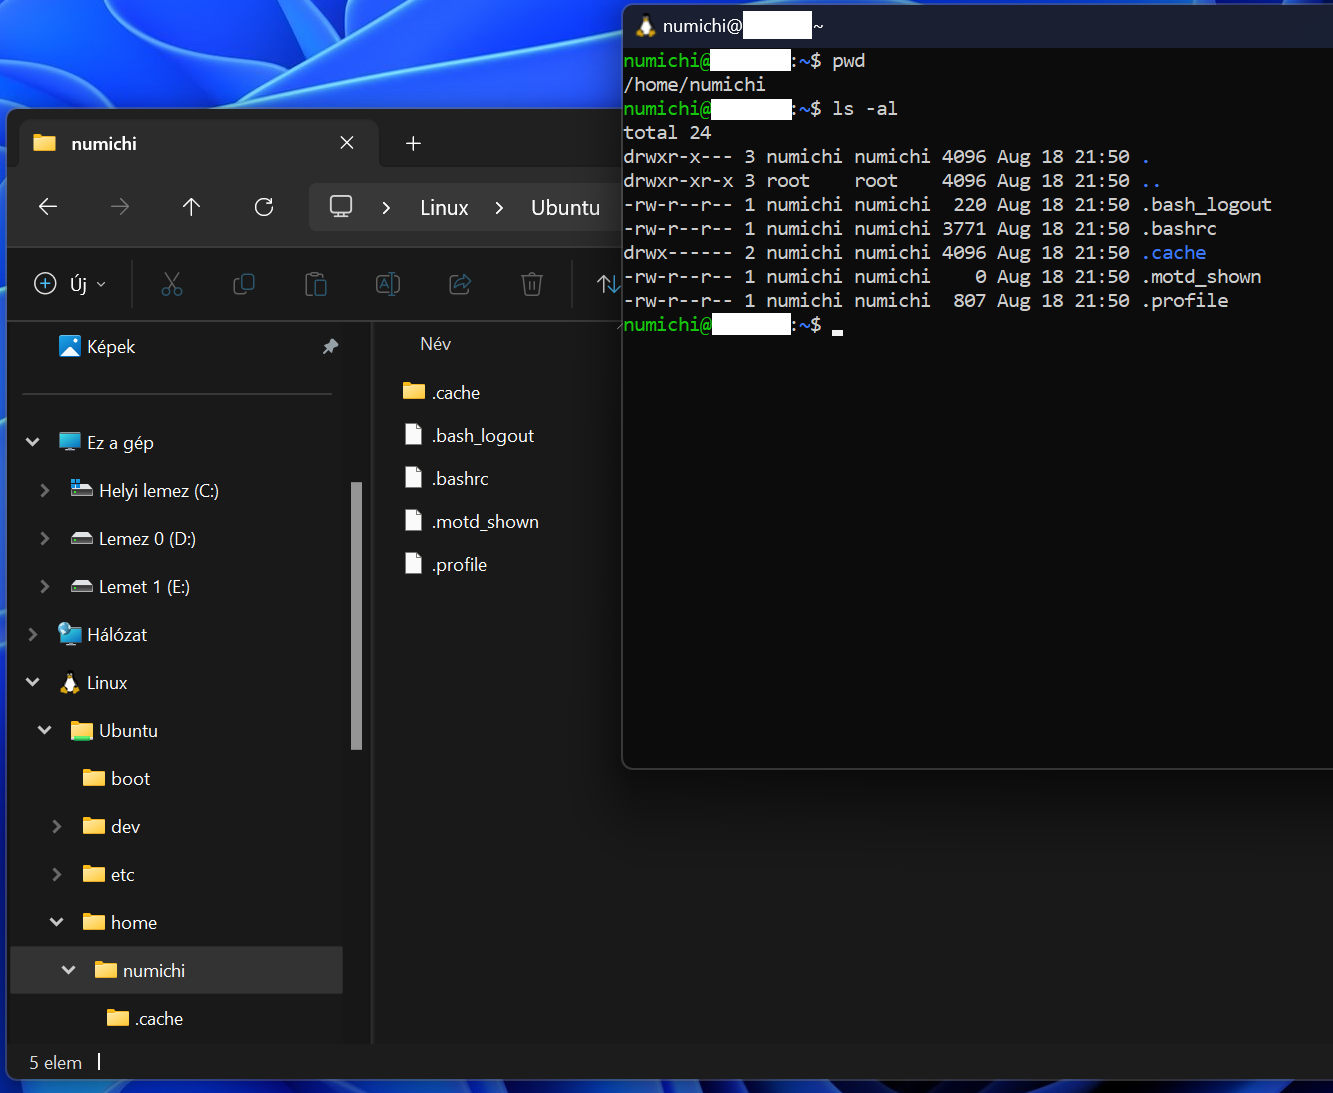 numichi@ ~
numichi@ :~$ pwd
/home/numichi
numichi@ :~$ ls -al
total 24
drwxr-x--- 3 numichi numichi 4096 Aug 18 21:50 .
drwxr-xr-x 3 root    root    4096 Aug 18 21:50 ..
-rw-r--r-- 1 numichi numichi  220 Aug 18 21:50 .bash_logout
-rw-r--r-- 1 numichi numichi 3771 Aug 18 21:50 .bashrc
drwx------ 2 numichi numichi 4096 Aug 18 21:50 .cache
-rw-r--r-- 1 numichi numichi    0 Aug 18 21:50 .motd_shown
-rw-r--r-- 1 numichi numichi  807 Aug 18 21:50 .profile
numichi@ :~$
numichi
Linux > Ubuntu
Új
Képek
Ez a gép
Helyi lemez (C:)
Lemez 0 (D:)
Lemet 1 (E:)
Hálózat
Linux
Ubuntu
boot
dev
etc
home
numichi
.cache
Név
.cache
.bash_logout
.bashrc
.motd_shown
.profile
5 elem